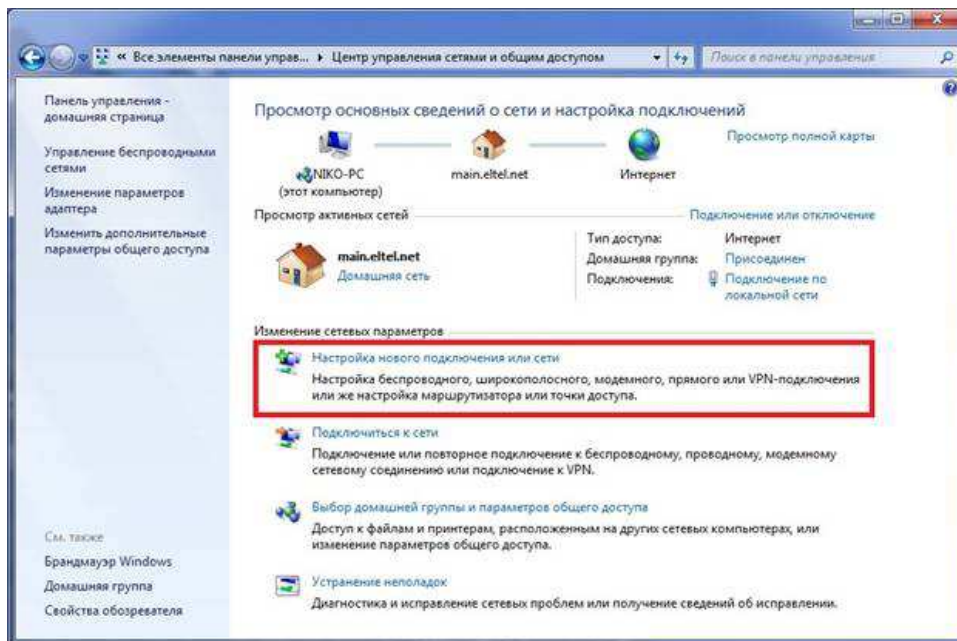 « Все элементы панели управ... ▸ Центр управления сетями и общим доступом
Поиск в панели управления
Панель управления -
домашняя страница
Управление беспроводными
сетями
Изменение параметров
адаптера
Изменить дополнительные
параметры общего доступа
См. также
Брандмауэр Windows
Домашняя группа
Свойства обозревателя
Просмотр основных сведений о сети и настройка подключений
Просмотр полной карты
NIKO-PC
(этот компьютер)
main.eltel.net
Интернет
Просмотр активных сетей
Подключение или отключение
main.eltel.net
Домашняя сеть
Тип доступа: Интернет
Домашняя группа: Присоединен
Подключения: Подключение по
локальной сети
Изменение сетевых параметров
Настройка нового подключения или сети
Настройка беспроводного, широкополосного, модемного, прямого или VPN-подключения
или же настройка маршрутизатора или точки доступа.
Подключиться к сети
Подключение или повторное подключение к беспроводному, проводному, модемному
сетевому соединению или подключение к VPN.
Выбор домашней группы и параметров общего доступа
Доступ к файлам и принтерам, расположенным на других сетевых компьютерах, или
изменение параметров общего доступа.
Устранение неполадок
Диагностика и исправление сетевых проблем или получение сведений об исправлении.